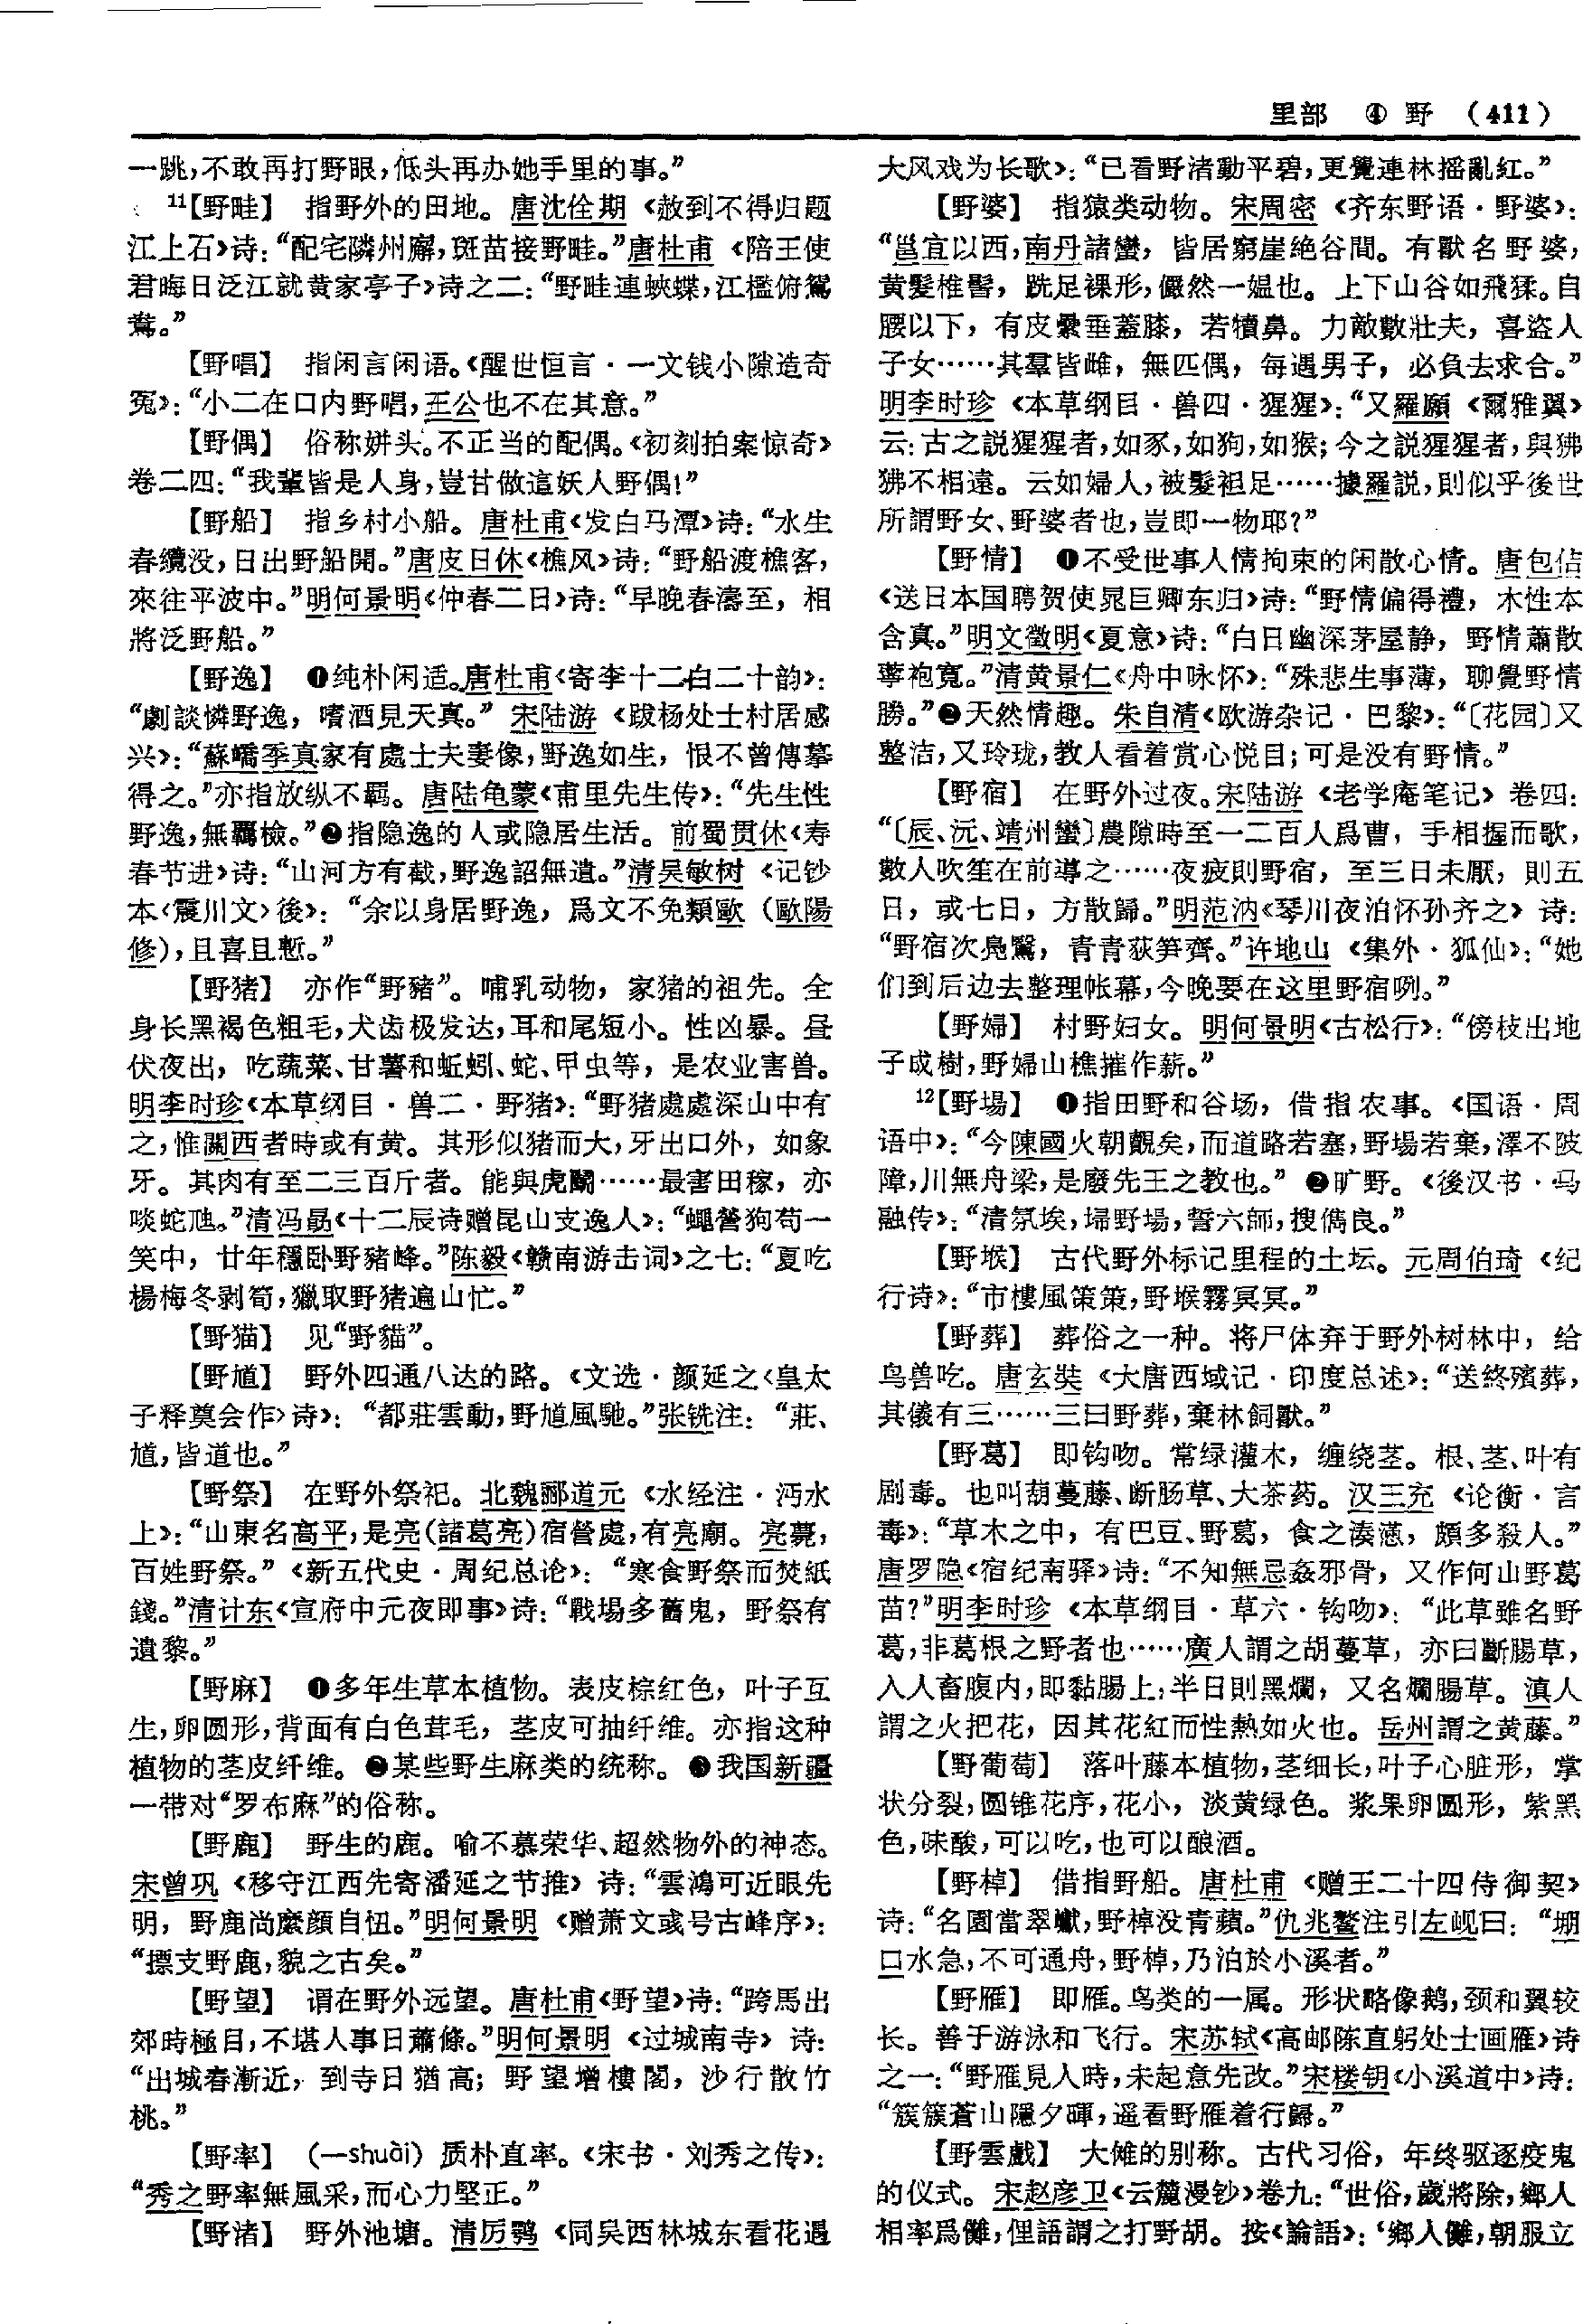 里部 ④ 野 （411）
一跳,不敢再打野眼,低头再办她手里的事。”
11【野畦】 指野外的田地。唐沈佺期《赦到不得归题
江上石》诗:“配宅隣州廨,斑苗接野畦。”唐杜甫《陪王使
君晦日泛江就黄家亭子》诗之二:“野畦連蛺蝶,江檻俯鴛
鴦。”
【野唱】 指闲言闲语。《醒世恒言·一文钱小隙造奇
冤》:“小二在口内野唱,王公也不在其意。”
【野偶】 俗称姘头。不正当的配偶。《初刻拍案惊奇》
卷二四:“我輩皆是人身,豈甘做這妖人野偶!”
【野船】 指乡村小船。唐杜甫《发白马潭》诗:“水生
春纜没,日出野船開。”唐皮日休《樵风》诗:“野船渡樵客,
來往平波中。”明何景明《仲春二日》诗:“早晚春濤至, 相
將泛野船。”
【野逸】 ❶纯朴闲适。唐杜甫《寄李十二白二十韵》:
“劇談憐野逸, 嗜酒見天真。” 宋陆游《跋杨处士村居感
兴》:“蘇嶠季真家有處士夫妻像,野逸如生, 恨不曾傳摹
得之。”亦指放纵不羁。唐陆龟蒙《甫里先生传》:“先生性
野逸,無羈檢。”❷指隐逸的人或隐居生活。前蜀贯休《寿
春节进》诗:“山河方有截,野逸詔無遺。”清吴敏树《记钞
本〈震川文〉後》: “余以身居野逸, 爲文不免類歐（歐陽
修）,且喜且慙。”
【野猪】 亦作“野豬”。哺乳动物, 家猪的祖先。全
身长黑褐色粗毛,犬齿极发达,耳和尾短小。性凶暴。昼
伏夜出, 吃蔬菜、甘薯和蚯蚓、蛇、甲虫等, 是农业害兽。
明李时珍《本草纲目·兽二·野猪》:“野猪處處深山中有
之,惟關西者時或有黄。其形似猪而大,牙出口外, 如象
牙。其肉有至二三百斤者。能與虎鬭……最害田稼, 亦
啖蛇虺。”清冯勗《十二辰诗赠昆山支逸人》:“蠅營狗苟一
笑中, 廿年穩卧野豬峰。”陈毅《赣南游击词》之七:“夏吃
楊梅冬剥筍,獵取野猪遍山忙。”
【野猫】 见“野貓”。
【野馗】 野外四通八达的路。《文选·颜延之〈皇太
子释奠会作〉诗》: “都莊雲動,野馗風馳。”张铣注: “莊、
馗,皆道也。”
【野祭】 在野外祭祀。北魏郦道元《水经注·沔水
上》:“山東名高平,是亮(諸葛亮)宿營處,有亮廟。亮薨,
百姓野祭。”《新五代史·周纪总论》: “寒食野祭而焚紙
錢。”清计东《宣府中元夜即事》诗:“戰場多舊鬼, 野祭有
遺黎。”
【野麻】 ❶多年生草本植物。表皮棕红色, 叶子互
生,卵圆形,背面有白色茸毛, 茎皮可抽纤维。亦指这种
植物的茎皮纤维。❷某些野生麻类的统称。❸我国新疆
一带对“罗布麻”的俗称。
【野鹿】 野生的鹿。喻不慕荣华、超然物外的神态。
宋曾巩《移守江西先寄潘延之节推》诗:“雲鴻可近眼先
明, 野鹿尚麽顔自忸。”明何景明《赠萧文彧号古峰序》:
“摽支野鹿,貌之古矣。”
【野望】 谓在野外远望。唐杜甫《野望》诗:“跨馬出
郊時極目,不堪人事日蕭條。”明何景明《过城南寺》诗:
“出城春漸近, 到寺日猶高; 野望增樓閣, 沙行散竹
桃。”
【野率】 (一shuài) 质朴直率。《宋书·刘秀之传》:
“秀之野率無風采,而心力堅正。”
【野渚】 野外池塘。清厉鹗《同吴西林城东看花遇
大风戏为长歌》:“已看野渚動平碧,更覺連林摇亂紅。”
【野婆】 指猿类动物。宋周密《齐东野语·野婆》:
“邕宜以西,南丹諸蠻, 皆居窮崖绝谷間。有獸名野婆,
黄髮椎髻, 跣足裸形,儼然一媪也。上下山谷如飛猱。自
腰以下, 有皮纍垂蓋膝, 若犢鼻。力敵數壯夫, 喜盗人
子女……其羣皆雌, 無匹偶, 每遇男子, 必負去求合。”
明李时珍《本草纲目·兽四·猩猩》:“又羅願《爾雅翼》
云:古之説猩猩者,如豕,如狗,如猴;今之説猩猩者,與狒
狒不相遠。云如婦人,被髮袒足……據羅説,則似乎後世
所謂野女、野婆者也,豈即一物耶?”
【野情】 ❶不受世事人情拘束的闲散心情。唐包佶
《送日本国聘贺使晁巨卿东归》诗:“野情偏得禮, 木性本
含真。”明文徵明《夏意》诗:“白日幽深茅屋静, 野情蕭散
䔵袍寬。”清黄景仁《舟中咏怀》:“殊悲生事薄, 聊覺野情
勝。”❷天然情趣。朱自清《欧游杂记·巴黎》:“〔花园〕又
整洁,又玲珑,教人看着赏心悦目;可是没有野情。”
【野宿】 在野外过夜。宋陆游《老学庵笔记》卷四:
“〔辰、沅、靖州蠻〕農隙時至一二百人爲曹, 手相握而歌,
數人吹笙在前導之……夜疲則野宿, 至三日未厭, 則五
日, 或七日, 方散歸。”明范汭《琴川夜泊怀孙齐之》诗:
“野宿次凫鷖, 青青荻笋齊。”许地山《集外·狐仙》:“她
们到后边去整理帐幕,今晚要在这里野宿咧。”
【野婦】 村野妇女。明何景明《古松行》:“傍枝出地
子成樹,野婦山樵摧作薪。”
12【野場】 ❶指田野和谷场, 借指农事。《国语·周
语中》:“今陳國火朝覿矣,而道路若塞,野場若棄,澤不陂
障,川無舟梁,是廢先王之教也。” ❷旷野。《後汉书·马
融传》:“清氛埃,埽野場,誓六師,搜儁良。”
【野堠】 古代野外标记里程的土坛。元周伯琦《纪
行诗》:“市樓風策策,野堠霧冥冥。”
【野葬】 葬俗之一种。将尸体弃于野外树林中, 给
鸟兽吃。唐玄奘《大唐西域记·印度总述》:“送終殯葬,
其儀有三……三曰野葬,棄林飼獸。”
【野葛】 即钩吻。常绿灌木, 缠绕茎。根、茎、叶有
剧毒。也叫葫蔓藤、断肠草、大茶药。汉王充《论衡·言
毒》:“草木之中, 有巴豆、野葛, 食之凑懣, 頗多殺人。”
唐罗隐《宿纪南驿》诗:“不知無忌姦邪骨, 又作何山野葛
苗?”明李时珍《本草纲目·草六·钩吻》: “此草雖名野
葛,非葛根之野者也……廣人謂之胡蔓草, 亦曰斷腸草,
入人畜腹内,即黏腸上,半日則黑爛, 又名爛腸草。滇人
謂之火把花, 因其花紅而性熱如火也。岳州謂之黄藤。”
【野葡萄】 落叶藤本植物,茎细长,叶子心脏形, 掌
状分裂,圆锥花序,花小, 淡黄绿色。浆果卵圆形, 紫黑
色,味酸,可以吃,也可以酿酒。
【野棹】 借指野船。唐杜甫《赠王二十四侍御契》
诗:“名園當翠巘,野棹没青蘋。”仇兆鳌注引左岘曰: “堋
口水急,不可通舟,野棹,乃泊於小溪者。”
【野雁】 即雁。鸟类的一属。形状略像鹅,颈和翼较
长。善于游泳和飞行。宋苏轼《高邮陈直躬处士画雁》诗
之一:“野雁見人時,未起意先改。”宋楼钥《小溪道中》诗:
“簇簇蒼山隱夕暉,遥看野雁着行歸。”
【野雲戲】 大傩的别称。古代习俗, 年终驱逐疫鬼
的仪式。宋赵彦卫《云麓漫钞》卷九:“世俗,歲將除,鄉人
相率爲儺,俚語謂之打野胡。按《論語》:‘鄉人儺,朝服立